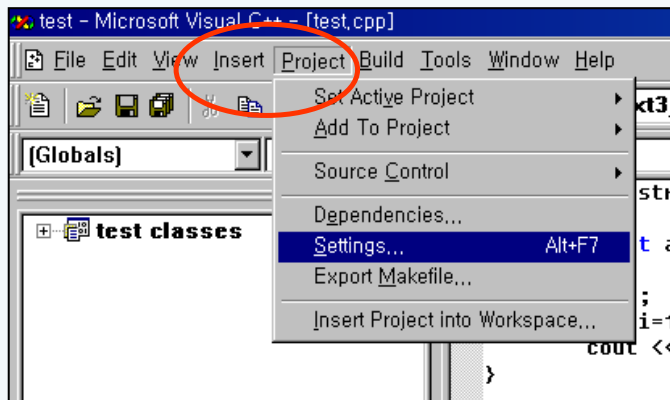 test - Microsoft Visual C++ - [test.cpp]
File Edit View Insert Project Build Tools Window Help
Set Active Project
Add To Project
(Globals)
Source Control
test classes
Dependencies...
Settings... Alt+F7
Export Makefile...
Insert Project into Workspace...
cout <<
}